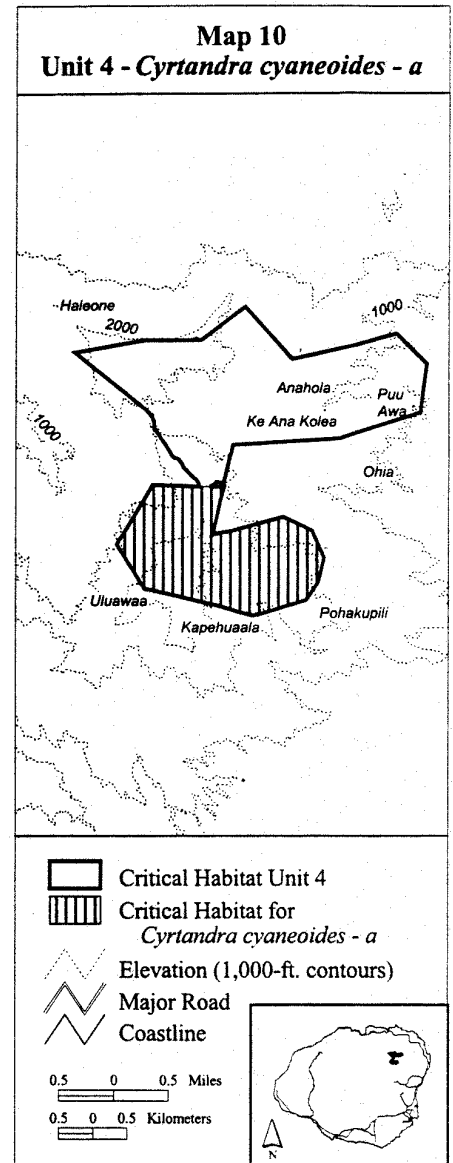 Map 10
Unit 4 - Cyrtandra cyaneoides - a
Haleone
2000
1000
Anahola
Puu
Awa
Ke Ana Kolea
1000
Ohia
Uluawaa
Kapehuaala
Pohakupili
Critical Habitat Unit 4
Critical Habitat for
Cyrtandra cyaneoides - a
Elevation (1,000-ft. contours)
Major Road
Coastline
0.5 0 0.5 Miles
0.5 0 0.5 Kilometers
N